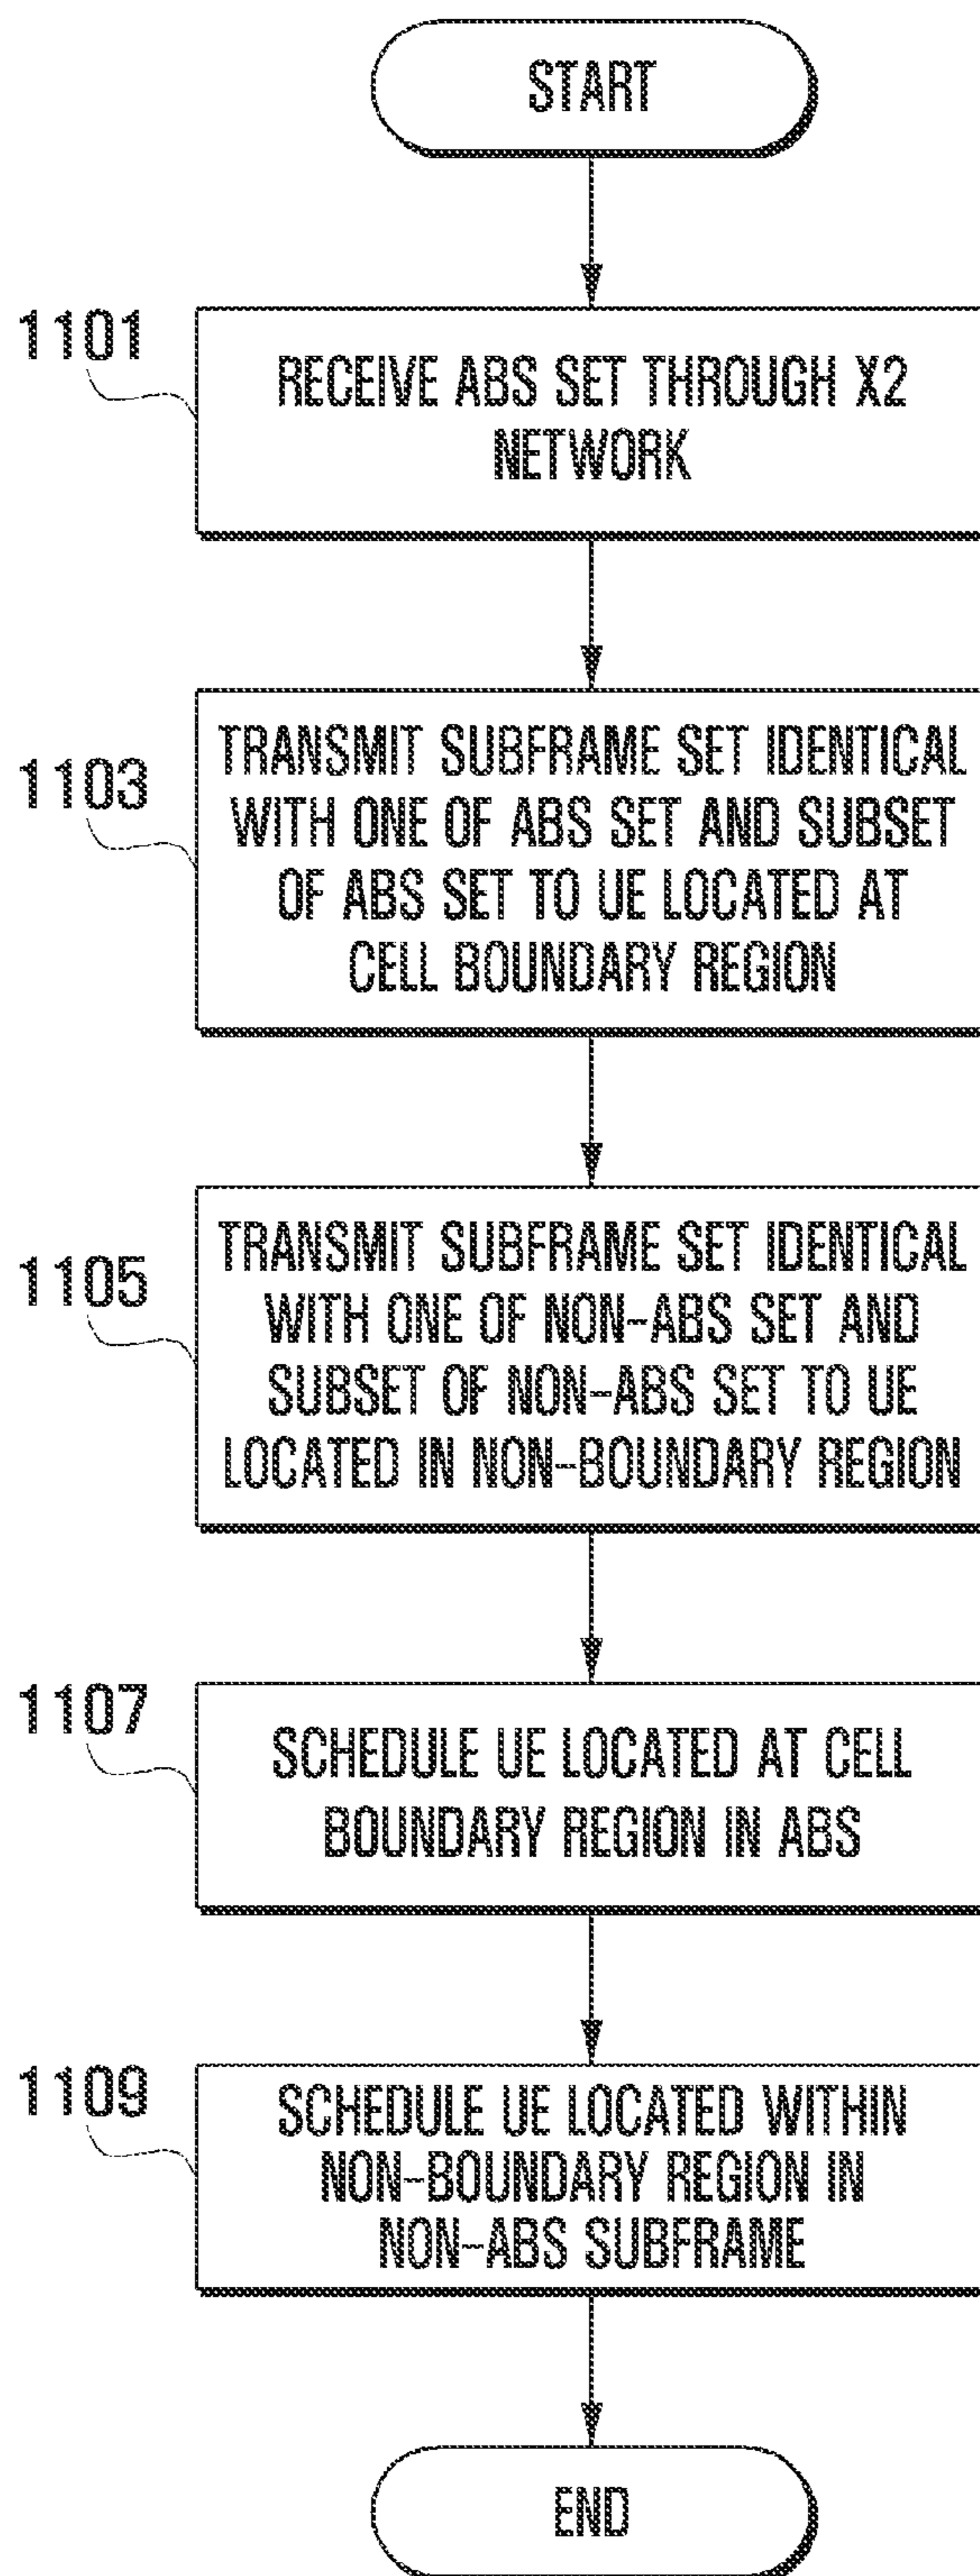 START
1101
RECEIVE ABS SET THROUGH X2
NETWORK
1103
TRANSMIT SUBFRAME SET IDENTICAL
WITH ONE OF ABS SET AND SUBSET
OF ABS SET TO UE LOCATED AT
CELL BOUNDARY REGION
1105
TRANSMIT SUBFRAME SET IDENTICAL
WITH ONE OF NON-ABS SET AND
SUBSET OF NON-ABS SET TO UE
LOCATED IN NON-BOUNDARY REGION
1107
SCHEDULE UE LOCATED AT CELL
BOUNDARY REGION IN ABS
1109
SCHEDULE UE LOCATED WITHIN
NON-BOUNDARY REGION IN
NON-ABS SUBFRAME
END